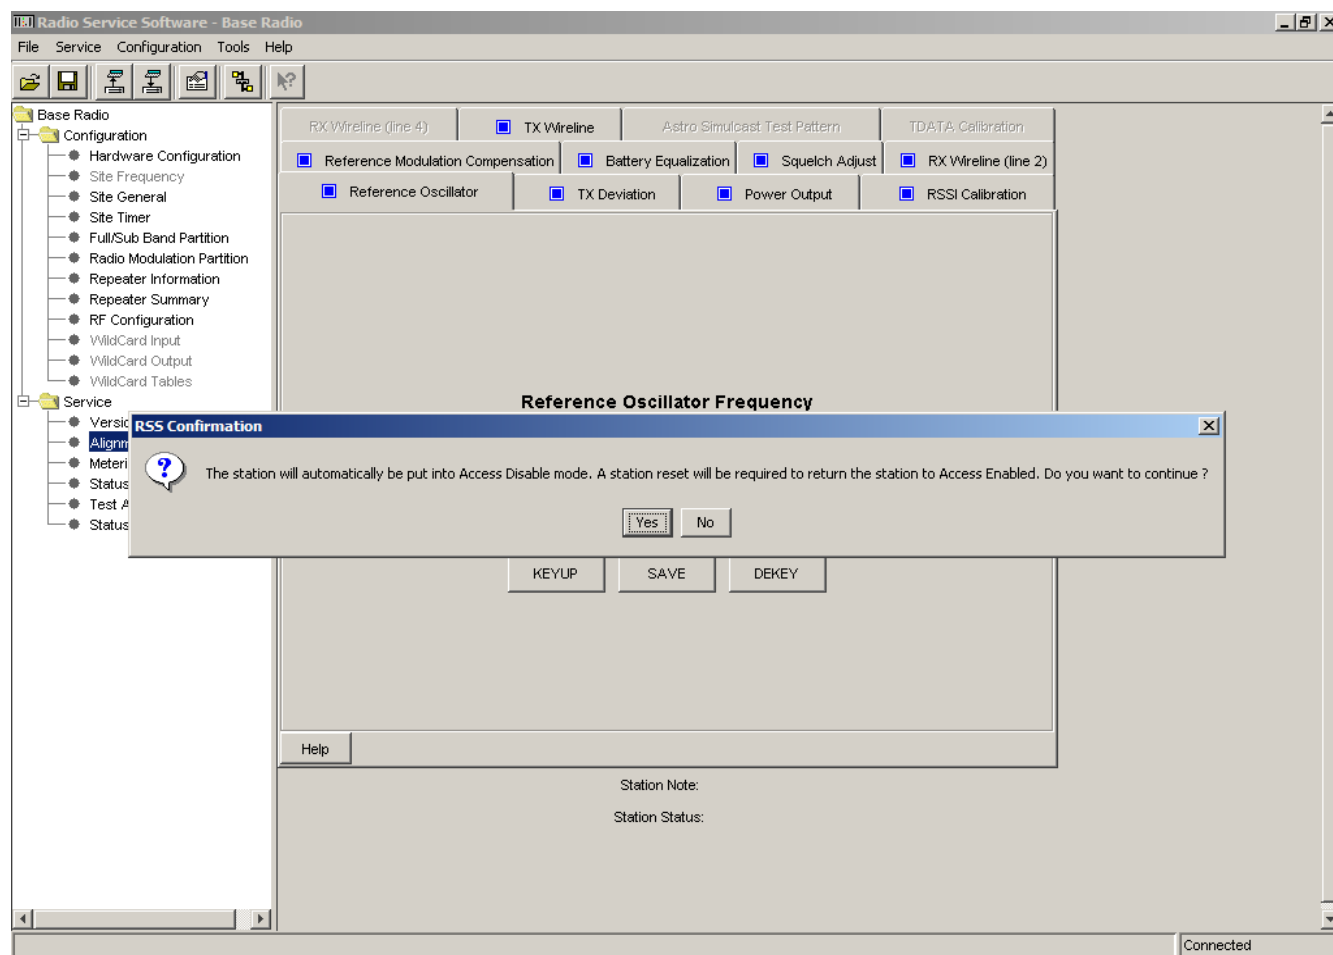 Radio Service Software - Base Radio
File Service Configuration Tools Help
Base Radio
Configuration
Hardware Configuration
Site Frequency
Site General
Site Timer
Full/Sub Band Partition
Radio Modulation Partition
Repeater Information
Repeater Summary
RF Configuration
WildCard Input
WildCard Output
WildCard Tables
Service
Versic
Alignm
Meteri
Status
Test A
Status
RX Wireline (line 4) TX Wireline Astro Simulcast Test Pattern TDATA Calibration
Reference Modulation Compensation Battery Equalization Squelch Adjust RX Wireline (line 2)
Reference Oscillator TX Deviation Power Output RSSI Calibration
Reference Oscillator Frequency
RSS Confirmation
The station will automatically be put into Access Disable mode. A station reset will be required to return the station to Access Enabled. Do you want to continue ?
Yes No
KEYUP SAVE DEKEY
Help
Station Note:
Station Status:
Connected